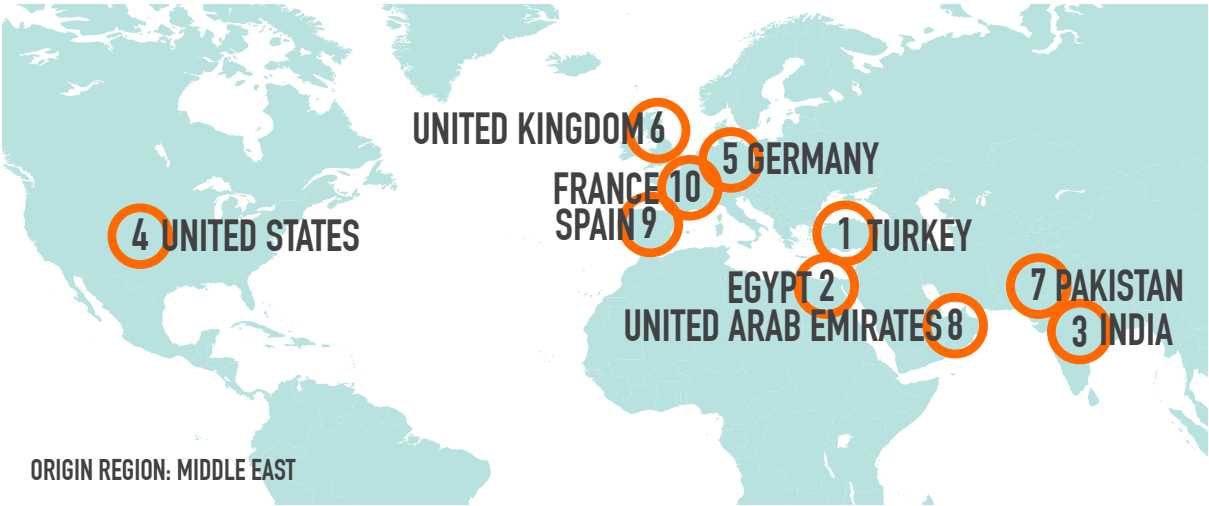 UNITED KINGDOM 6
5 GERMANY
FRANCE 10
SPAIN 9
4 UNITED STATES
1 TURKEY
EGYPT 2
7 PAKISTAN
UNITED ARAB EMIRATES 8
3 INDIA
ORIGIN REGION: MIDDLE EAST